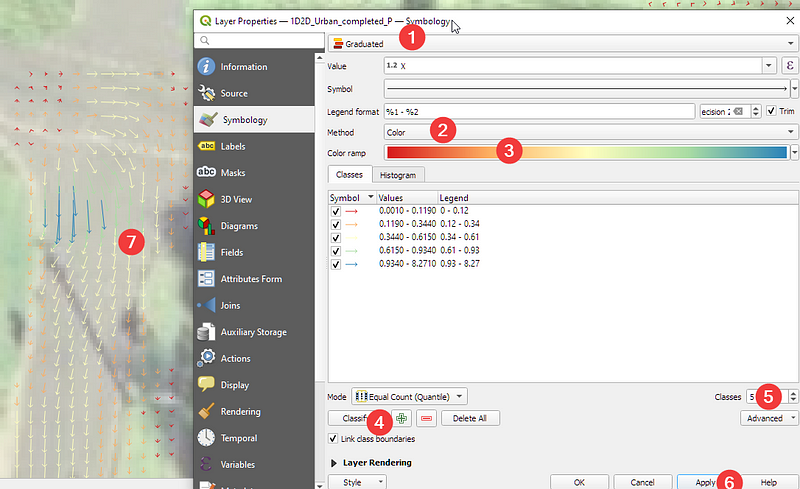 Layer Properties — 1D2D_Urban_completed_P — Symbology
1
Graduated
Information
Source
Symbology
abc Labels
abc Masks
3D View
Diagrams
Fields
Attributes Form
Joins
Auxiliary Storage
Actions
Display
Rendering
Temporal
Variables
Value 1.2 X ε
Symbol
Legend format %1 - %2 ecision 2 Trim
Method Color 2
Color ramp 3
Classes Histogram
Symbol Values Legend
0.0010 - 0.1190 0 - 0.12
0.1190 - 0.3440 0.12 - 0.34
0.3440 - 0.6150 0.34 - 0.61
0.6150 - 0.9340 0.61 - 0.93
0.9340 - 8.2710 0.93 - 8.27
7
Mode Equal Count (Quantile) Classes 5 5
Classif 4 Delete All Advanced
Link class boundaries
Layer Rendering
6
Style OK Cancel Apply Help